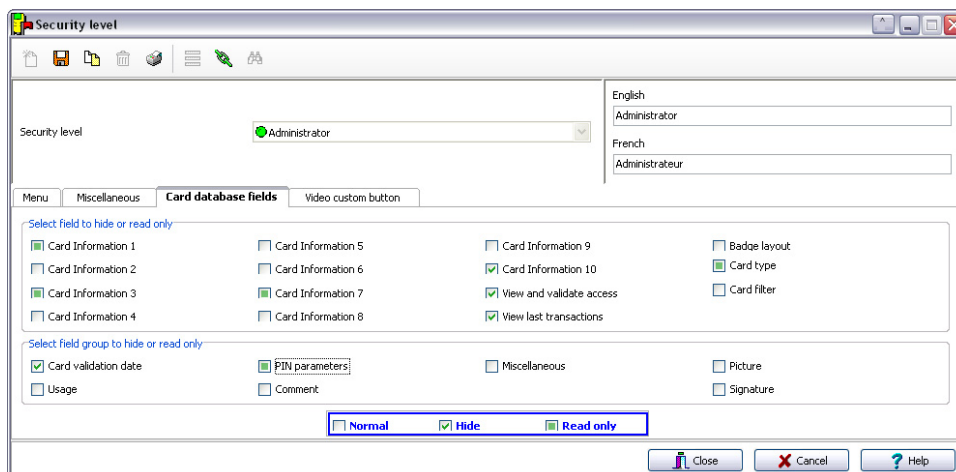 Security level
English
Administrator
Security level
Administrator
French
Administrateur
Menu Miscellaneous Card database fields Video custom button
Select field to hide or read only
Card Information 1 Card Information 5 Card Information 9 Badge layout
Card Information 2 Card Information 6 Card Information 10 Card type
Card Information 3 Card Information 7 View and validate access Card filter
Card Information 4 Card Information 8 View last transactions
Select field group to hide or read only
Card validation date PIN parameters Miscellaneous Picture
Usage Comment Signature
Normal Hide Read only
Close Cancel ? Help